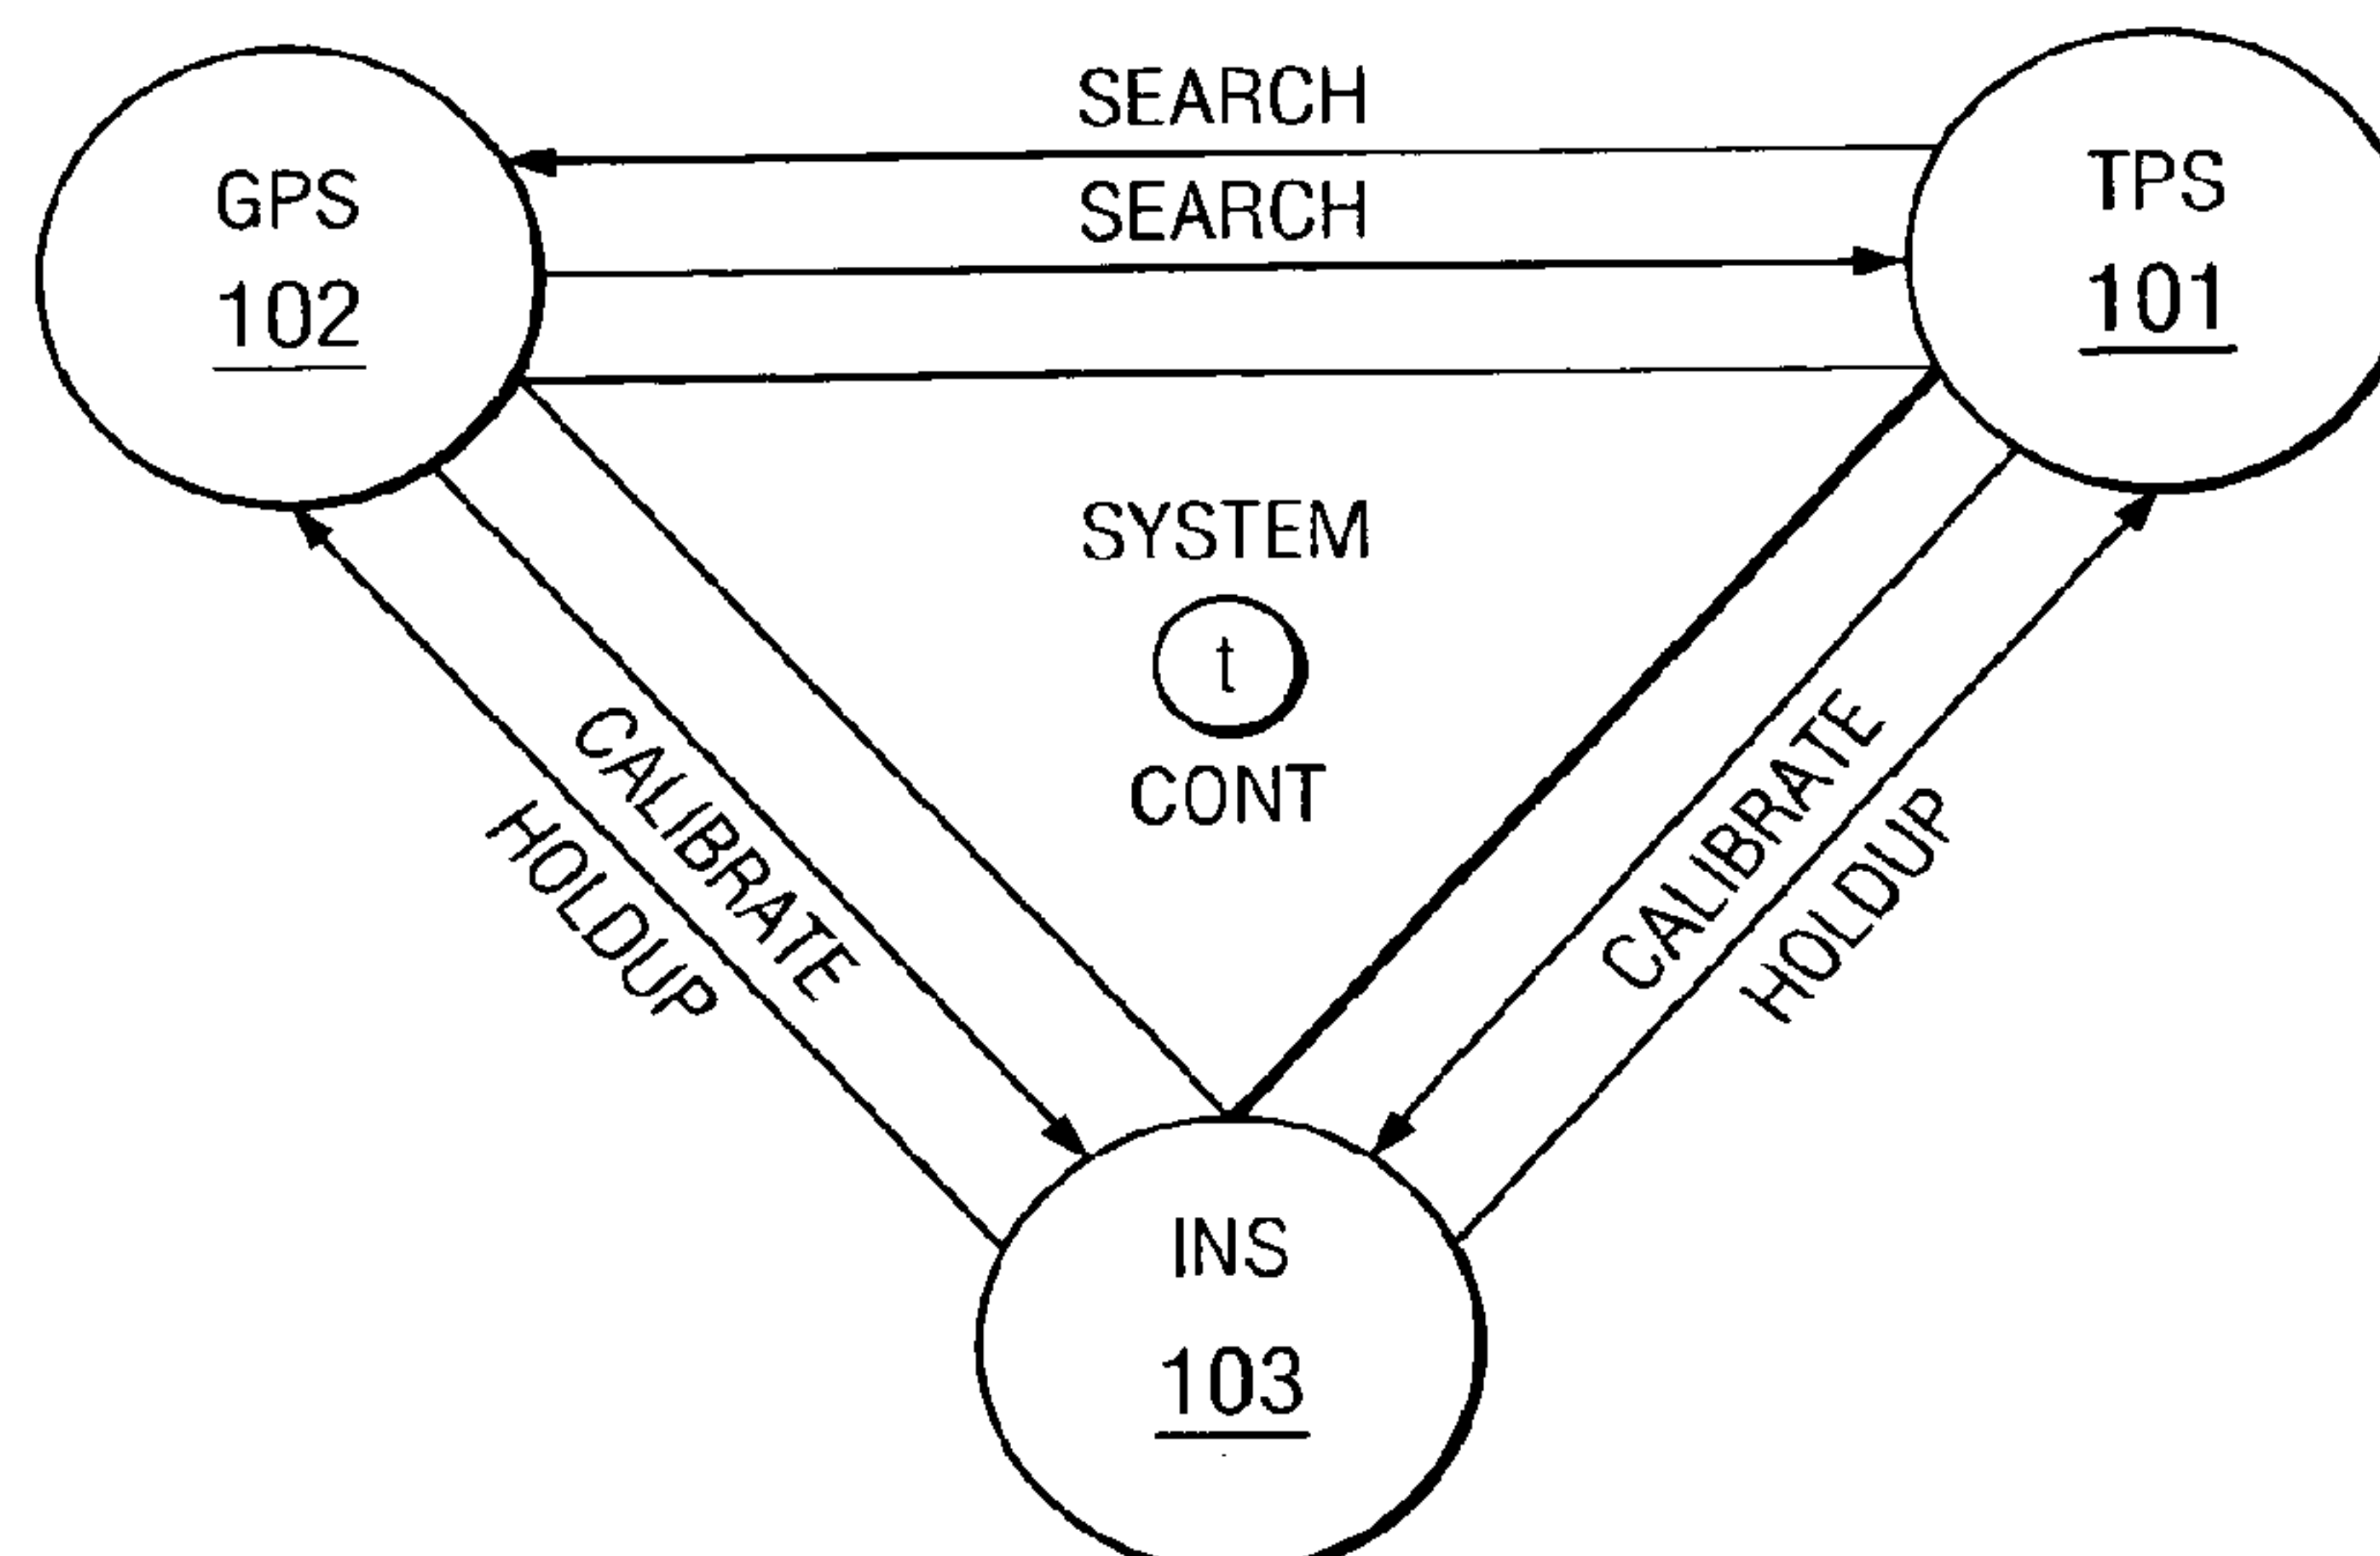 SEARCH
SEARCH
GPS
102
TPS
101
SYSTEM
t
CONT
CALIBRATE
HOLDUP
CALIBRATE
HOLDUP
INS
103